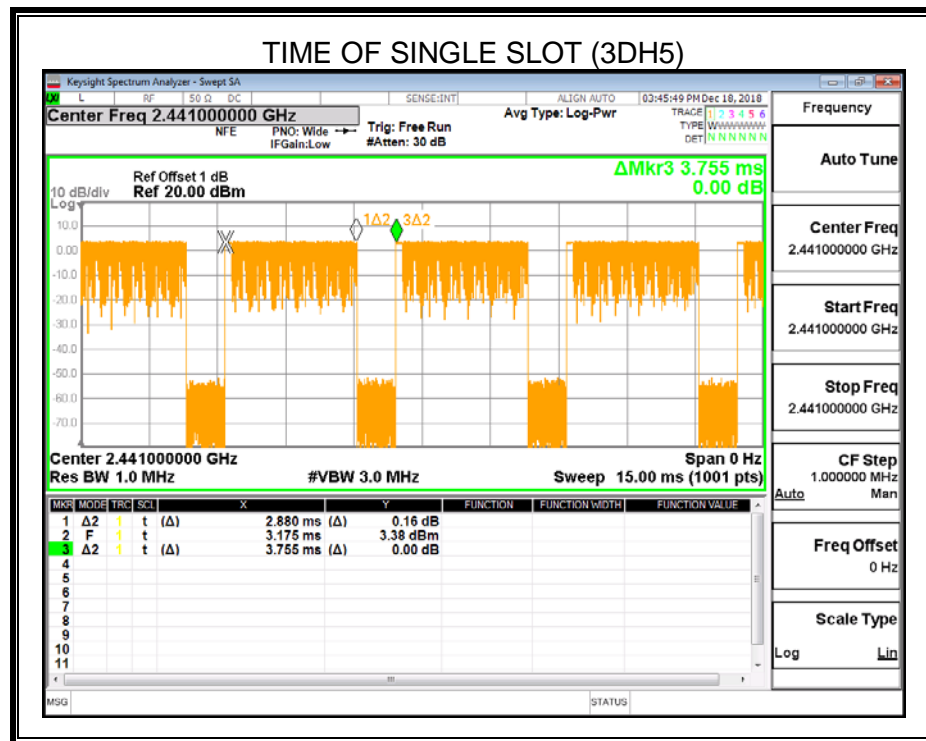 TIME OF SINGLE SLOT (3DH5)
Keysight Spectrum Analyzer - Swept SA
L RF 50 Ω DC SENSE:INT ALIGN AUTO 03:45:49 PM Dec 18, 2018
Center Freq 2.441000000 GHz
NFE PNO: Wide IFGain:Low
Trig: Free Run
#Atten: 30 dB
Avg Type: Log-Pwr
TRACE 1 2 3 4 5 6
TYPE WWWWWW
DET N N N N N N
Frequency
Auto Tune
Center Freq
2.441000000 GHz
Start Freq
2.441000000 GHz
Stop Freq
2.441000000 GHz
CF Step
1.000000 MHz
Auto Man
Freq Offset
0 Hz
Scale Type
Log Lin
ΔMkr3 3.755 ms
0.00 dB
Ref Offset 1 dB
10 dB/div Ref 20.00 dBm
Log
1Δ2 3Δ2
10.0
0.00
-10.0
-20.0
-30.0
-40.0
-50.0
-60.0
-70.0
Center 2.441000000 GHz Span 0 Hz
Res BW 1.0 MHz #VBW 3.0 MHz Sweep 15.00 ms (1001 pts)
MKR MODE TRC SCL X Y FUNCTION FUNCTION WIDTH FUNCTION VALUE
1 Δ2 1 t (Δ) 2.880 ms (Δ) 0.16 dB
2 F 1 t 3.175 ms 3.38 dBm
3 Δ2 1 t (Δ) 3.755 ms (Δ) 0.00 dB
4
5
6
7
8
9
10
11
MSG STATUS